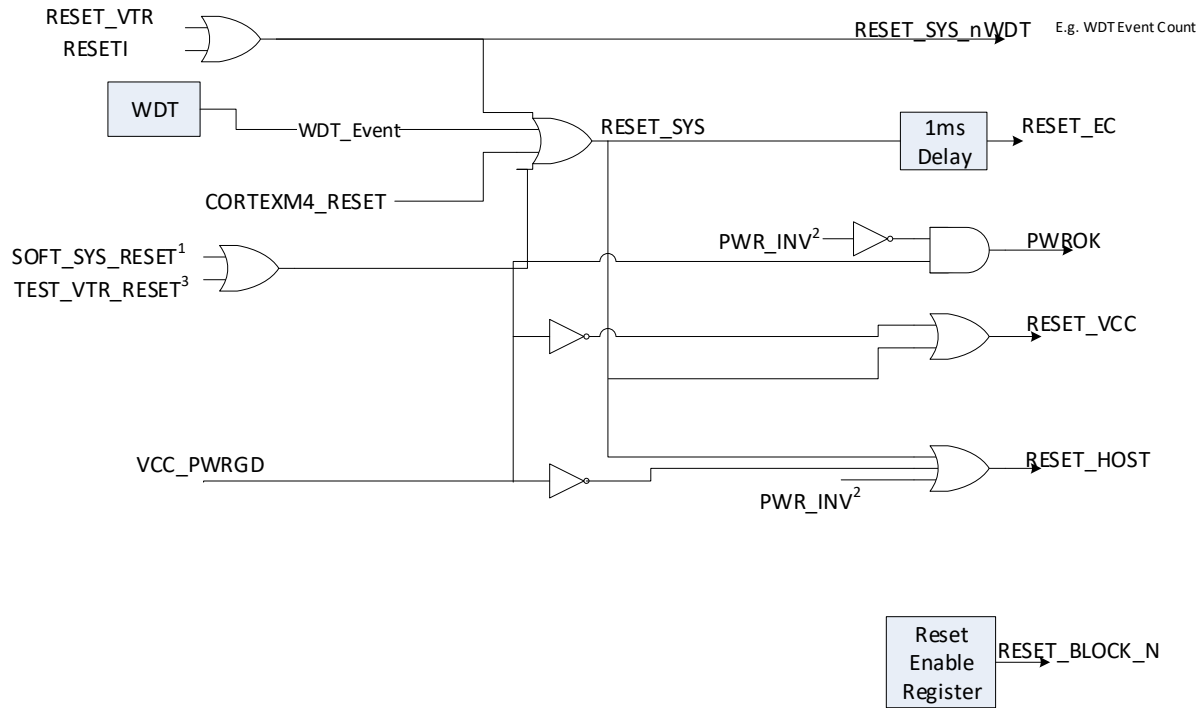 RESET_VTR
RESETI
RESET_SYS_nWDT
E.g. WDT Event Count
WDT
WDT_Event
RESET_SYS
1ms
Delay
RESET_EC
CORTEXM4_RESET
SOFT_SYS_RESET1
TEST_VTR_RESET3
PWR_INV2
PWROK
RESET_VCC
VCC_PWRGD
RESET_HOST
PWR_INV2
Reset
Enable
Register
RESET_BLOCK_N